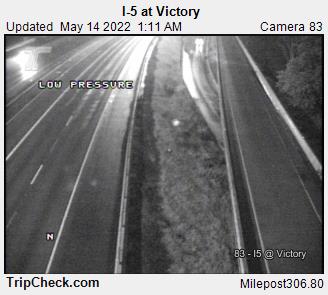 I-5 at Victory
Updated  May 14 2022  1:11 AM
Camera 83
LOW PRESSURE
N
83 - I5 @ Victory
TripCheck.com
Milepost306.80